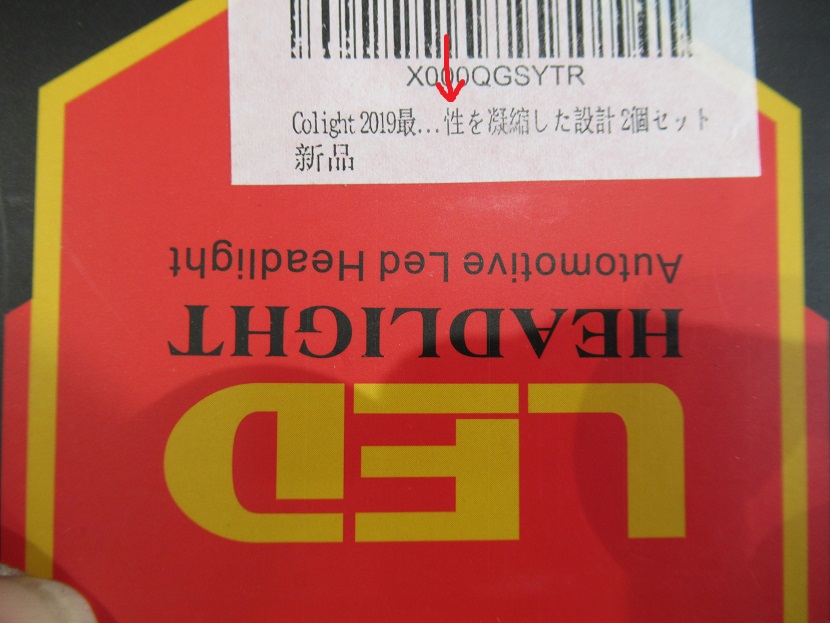 X000QGSYTR
Colight 2019最...性を凝縮した設計 2個セット
新品
Automotive Led Headlight
HEADLIGHT
LED